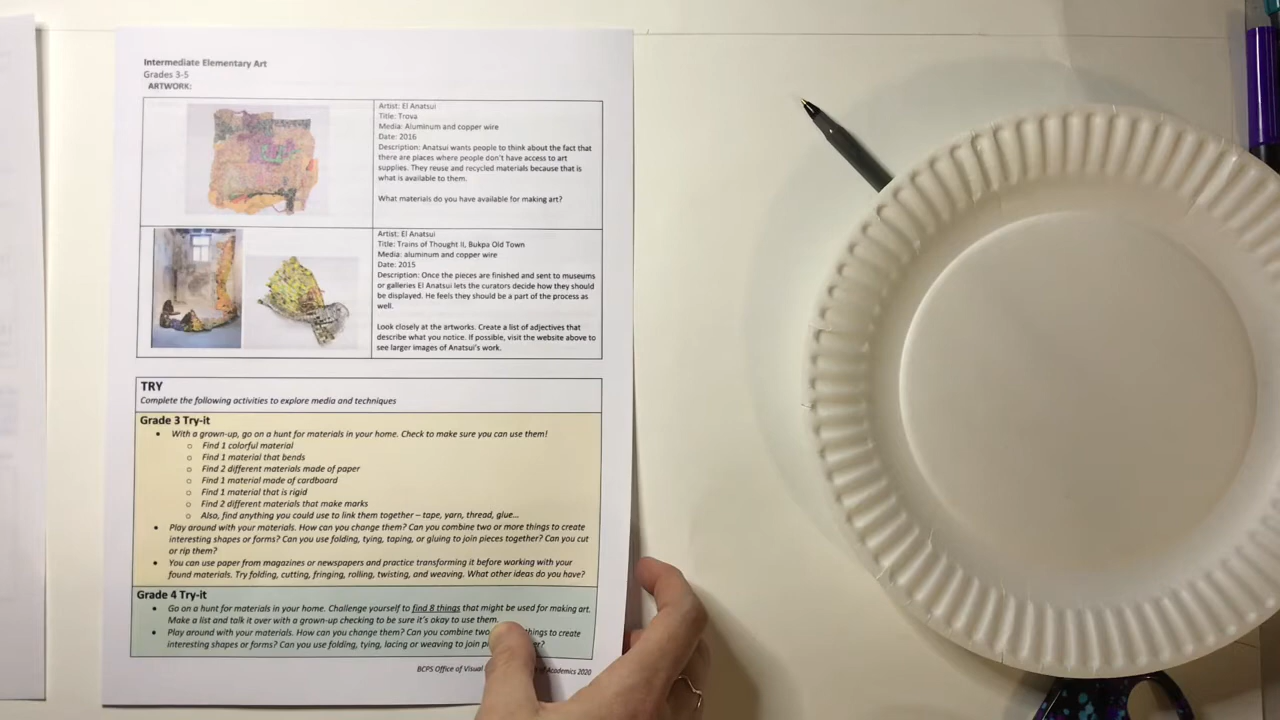 Intermediate Elementary Art
Grades 3-5
ARTWORK:
Artist: El Anatsui
Title: Trova
Media: Aluminum and copper wire
Date: 2016
Description: Anatsui wants people to think about the fact that
there are places where people don't have access to art
supplies. They reuse and recycled materials because that is
what is available to them.
What materials do you have available for making art?
Artist: El Anatsui
Title: Trains of Thought II, Bukpa Old Town
Media: aluminum and copper wire
Date: 2015
Description: Once the pieces are finished and sent to museums
or galleries El Anatsui lets the curators decide how they should
be displayed. He feels they should be a part of the process as
well.
Look closely at the artworks. Create a list of adjectives that
describe what you notice. If possible, visit the website above to
see larger images of Anatsui's work.
TRY
Complete the following activities to explore media and techniques
Grade 3 Try-it
• With a grown-up, go on a hunt for materials in your home. Check to make sure you can use them!
o Find 1 colorful material
o Find 1 material that bends
o Find 2 different materials made of paper
o Find 1 material made of cardboard
o Find 1 material that is rigid
o Find 2 different materials that make marks
o Also, find anything you could use to link them together – tape, yarn, thread, glue...
• Play around with your materials. How can you change them? Can you combine two or more things to create
interesting shapes or forms? Can you use folding, tying, taping, or gluing to join pieces together? Can you cut
or rip them?
• You can use paper from magazines or newspapers and practice transforming it before working with your
found materials. Try folding, cutting, fringing, rolling, twisting, and weaving. What other ideas do you have?
Grade 4 Try-it
• Go on a hunt for materials in your home. Challenge yourself to find 8 things that might be used for making art.
Make a list and talk it over with a grown-up checking to be sure it's okay to use them.
• Play around with your materials. How can you change them? Can you combine two things to create
interesting shapes or forms? Can you use folding, tying, lacing or weaving to join
BCPS Office of Visual of Academics 2020